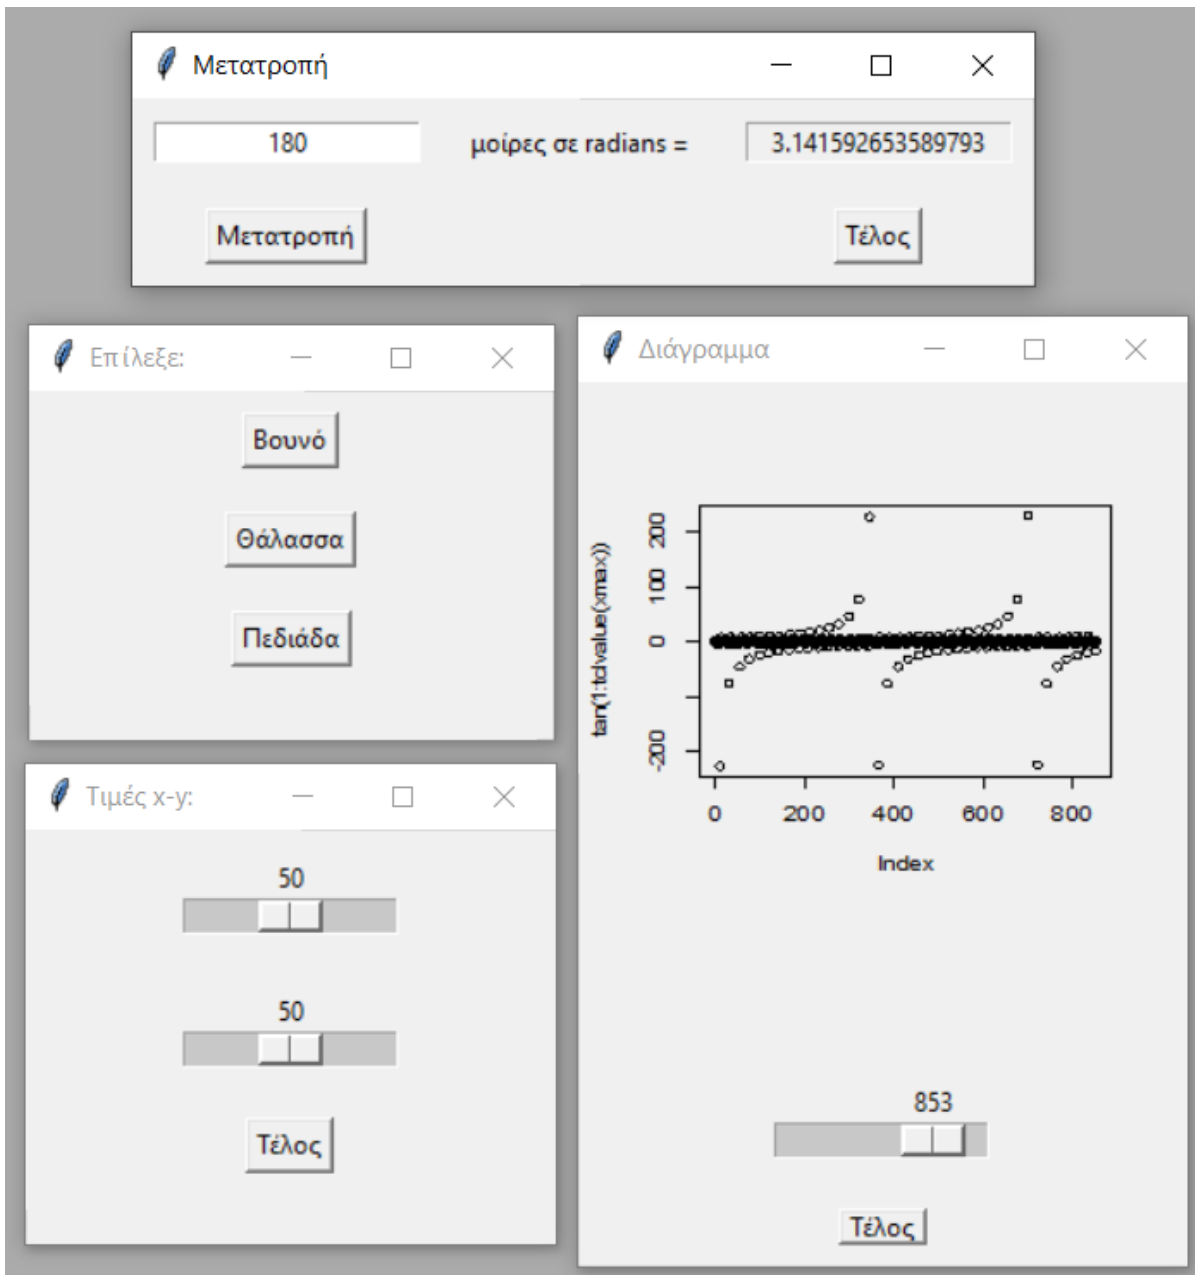 Μετατροπή
180 μοίρες σε radians = 3.141592653589793
Μετατροπή Τέλος
Επίλεξε:
Βουνό
Θάλασσα
Πεδιάδα
Τιμές x-y:
50
50
Τέλος
Διάγραμμα
tan(1:tclvalue(xmax))
200
100
0
-200
0 200 400 600 800
Index
853
Τέλος